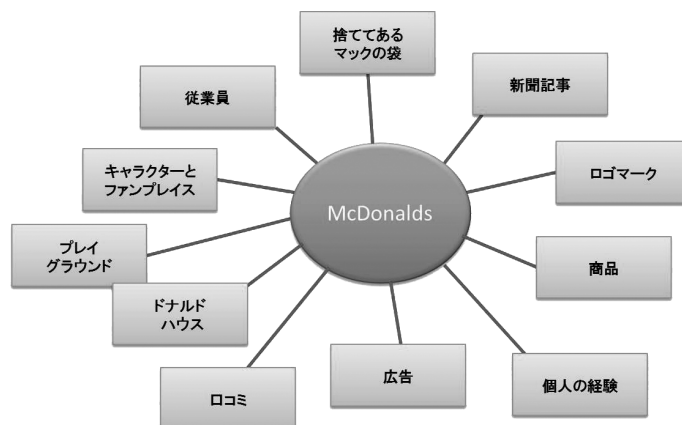 捨ててある
マックの袋
新聞記事
従業員
ロゴマーク
キャラクターと
ファンプレイス
McDonalds
プレイ
グラウンド
商品
ドナルド
ハウス
広告
個人の経験
口コミ